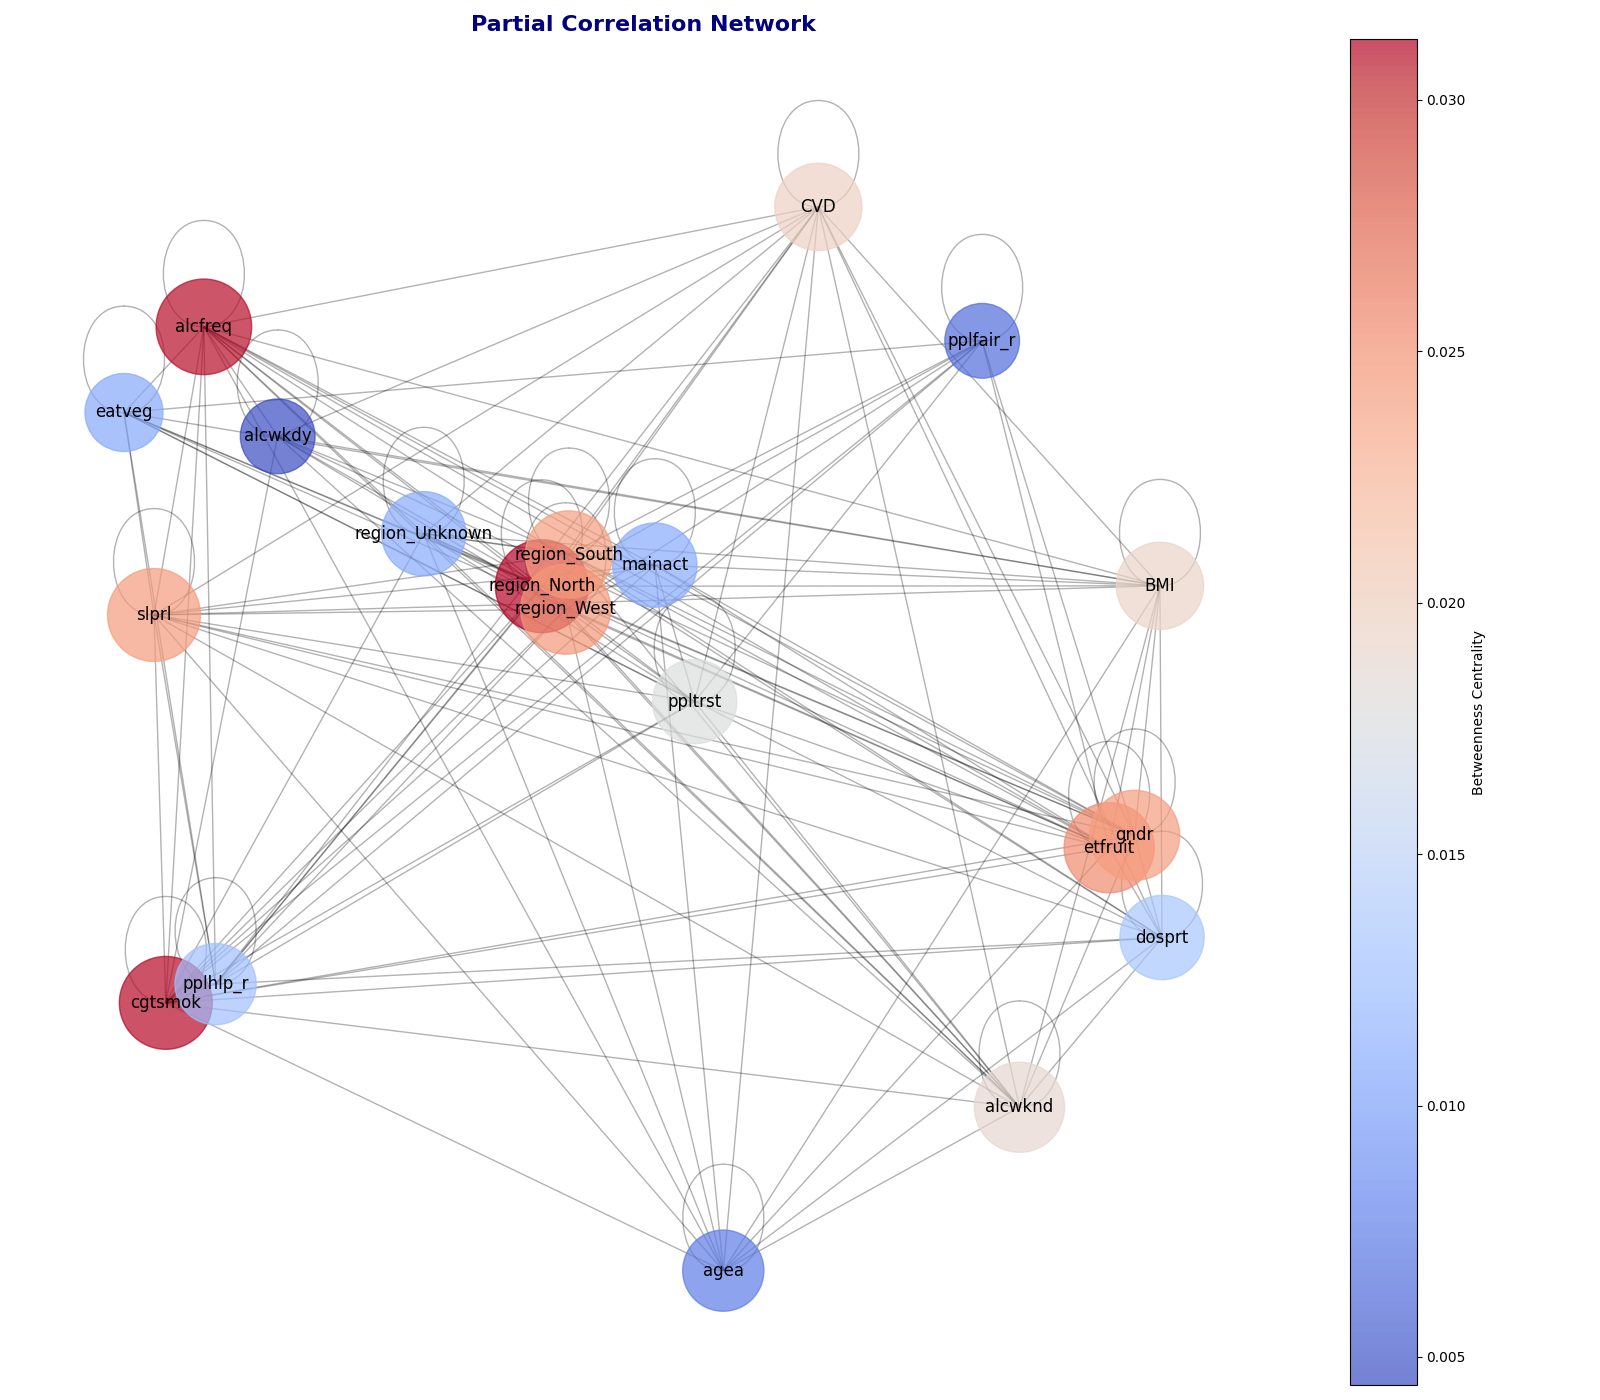 Partial Correlation Network
CVD
alcfreq
pplfair_r
eatveg
alcwkdy
region_Unknown
region_South
mainact
region_North
BMI
region_West
slprl
ppltrst
gndr
etfruit
dosprt
pplhlp_r
cgtsmok
alcwknd
agea
0.030
0.025
0.020
0.015
0.010
0.005
Betweenness Centrality